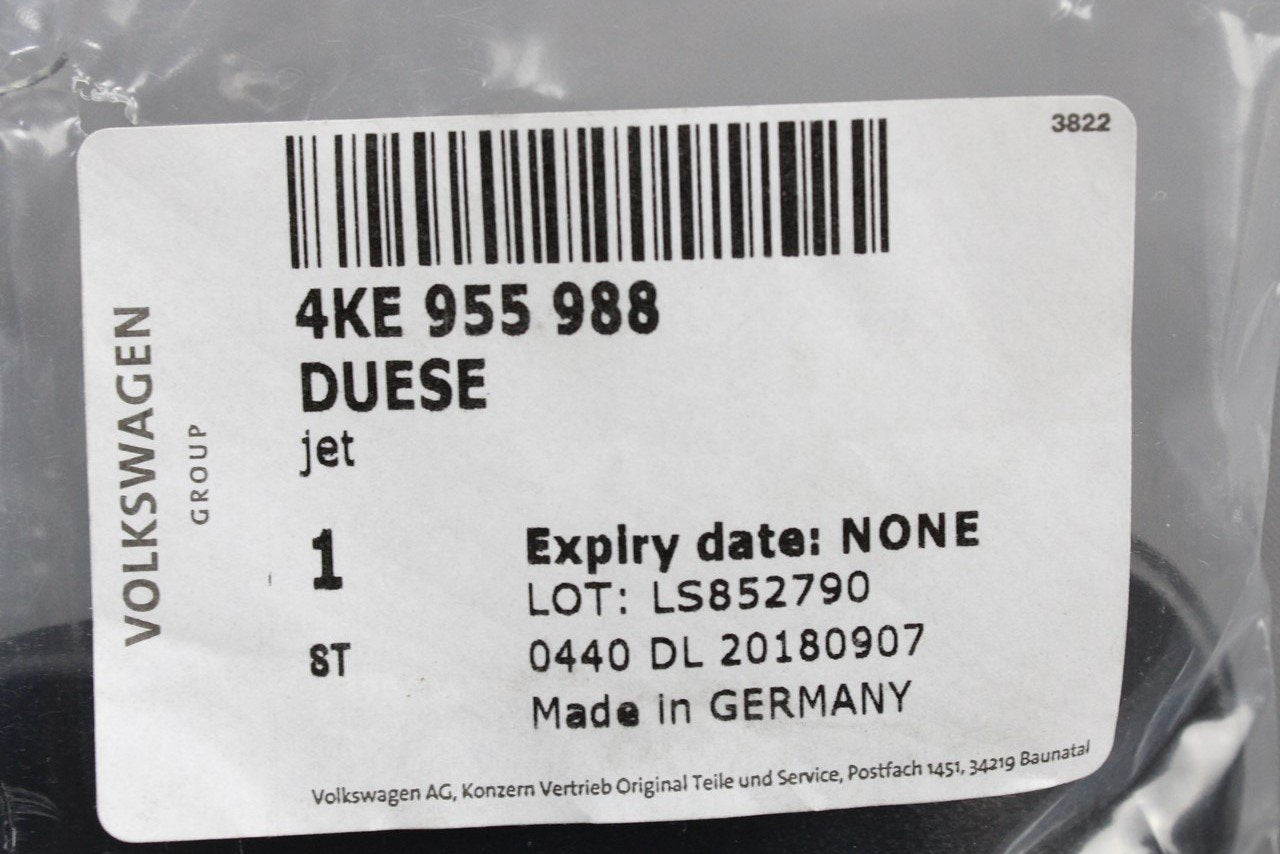 3822
4KE 955 988
DUESE
jet
1
Expiry date: NONE
LOT: LS852790
ST
0440 DL 20180907
Made in GERMANY
Volkswagen AG, Konzern Vertrieb Original Teile und Service, Postfach 1451, 34219 Baunatal
VOLKSWAGEN
GROUP